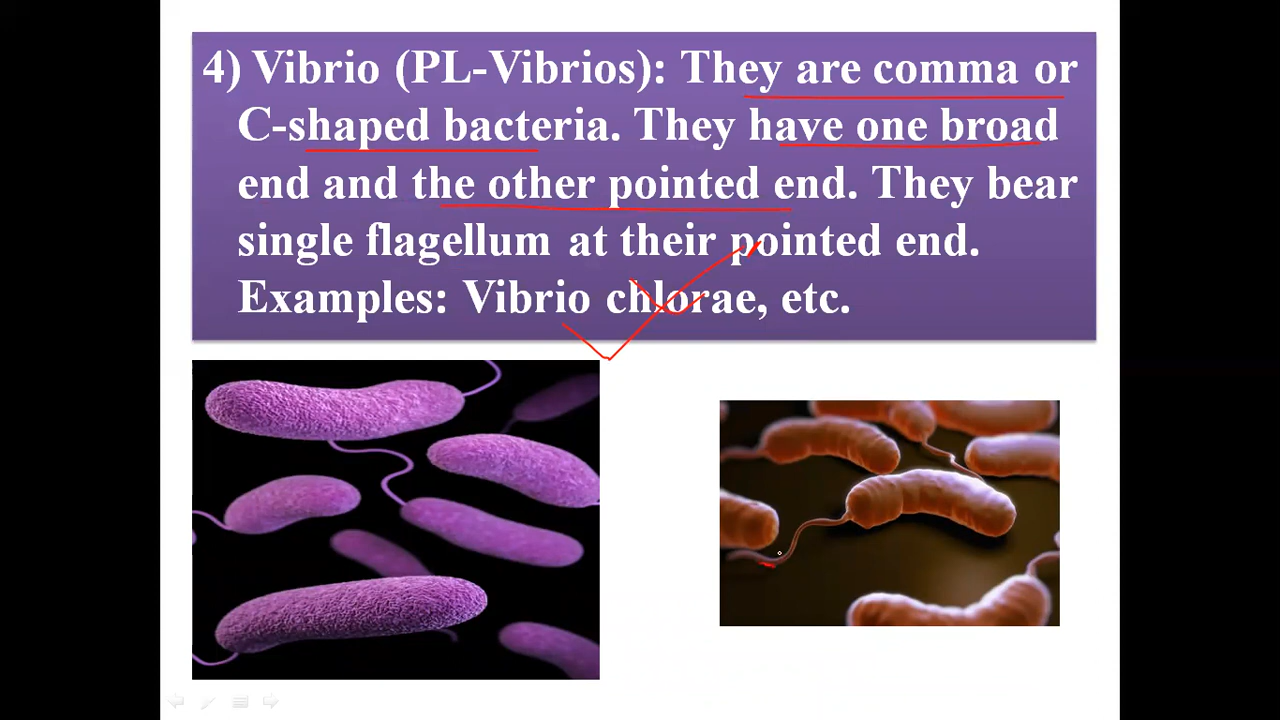 4) Vibrio (PL-Vibrios): They are comma or
C-shaped bacteria. They have one broad
end and the other pointed end. They bear
single flagellum at their pointed end.
Examples: Vibrio chlorae, etc.